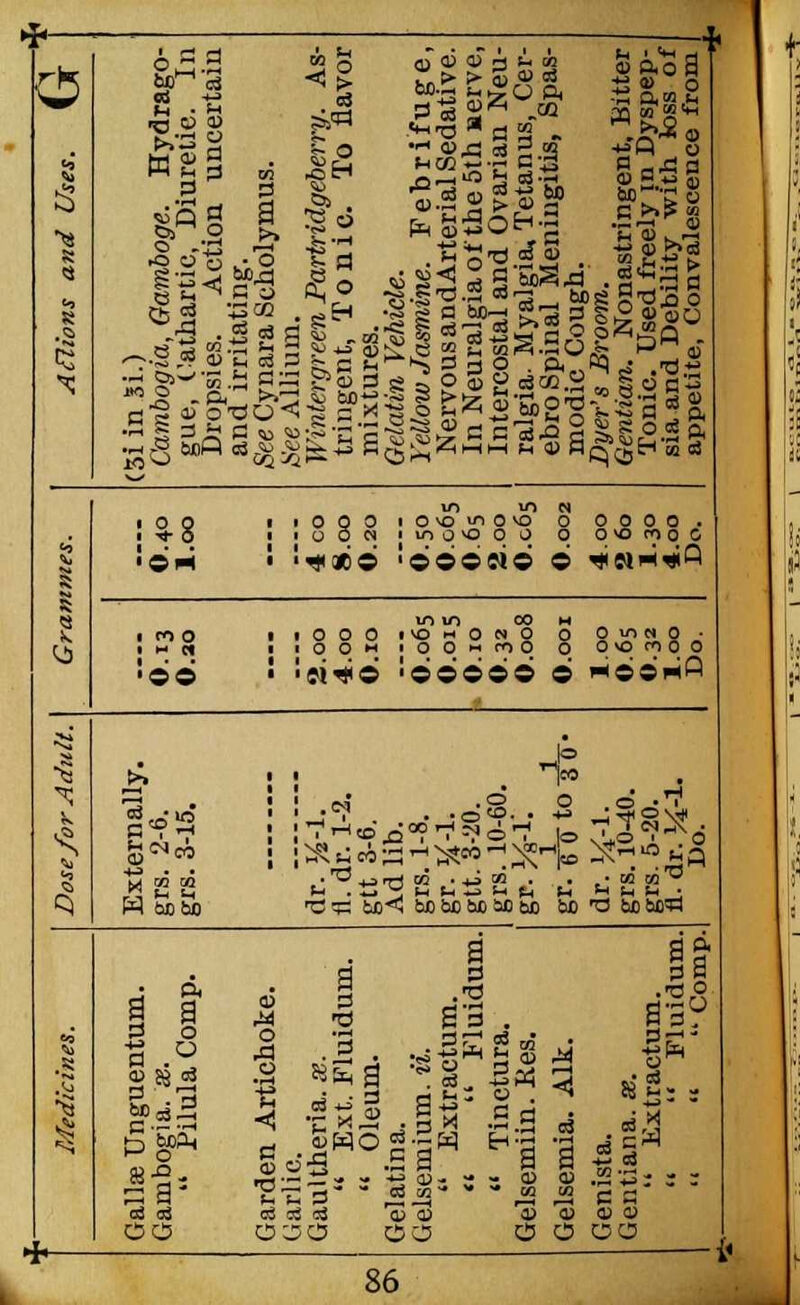 Medicines. Dose for Adult. Grammes. Actions and Uses. G
Gallæ Unguentum. Externally. ...... ...... (ʒi in ℥i.)
Gambogia. æ. grs. 2-6. 0.13 0.40 Cambogia, Gamboge. Hydrago-
" Pilula Comp. grs. 3-15. 0.20 1.00 gue, Cathartic, Diuretic. In
Dropsies. Action uncertain
and irritating.
Garden Artichoke. ...... ...... ...... See Cynara Scholymus.
Garlic. ...... ...... ...... See Allium.
Gaultheria. æ. dr. ½-1. 2.00 4.00 Wintergreen Partridgeberry. As-
" Ext. Fluidum. fl. dr. 1-2. 4.00 8.00 tringent, Tonic. To flavor
" Oleum. gtt 3-6. 0.10 0.20 mixtures.
Gelatina. Ad lib. ...... ...... Gelatin Vehicle.
Gelsemium. ii. grs. 1-8. 0.065 0.50 Yellow Jasmine. Febrifuge,
" Extractum. gr. ¼-1. 0.015 0.065 Nervous and Arterial Sedative.
" " Fluidum. gtt. 3-20. 0.10 0.65 In Neuralgia of the 5th nerve,
" Tinctura. grs. 10-60. 0.32 2.00 Intercostal and Ovarian Neu-
Gelsemiin. Res. gr. ⅛-1. 0.008 0.065 ralgia. Myalgia, Tetanus, Cer-
ebro Spinal Meningitis, Spas-
Gelsemia. Alk. gr. 1/60 to 1/30. 0.001 0.002 modic Cough.
Genista. dr. ¼-1. 1.00 4.00 Dyer's Broom.
Gentiana. æ. grs. 10-40. 0.65 2.60 Gentian. Nonastringent, Bitter
" Extractum. grs. 5-20. 0.32 1.30 Tonic. Used freely in Dyspep-
" " Fluidum. fl. dr. ¼-1. 1.00 4.00 sia and Debility with loss of
" " " Comp. Do. Do. Do. appetite, Convalescence from
86